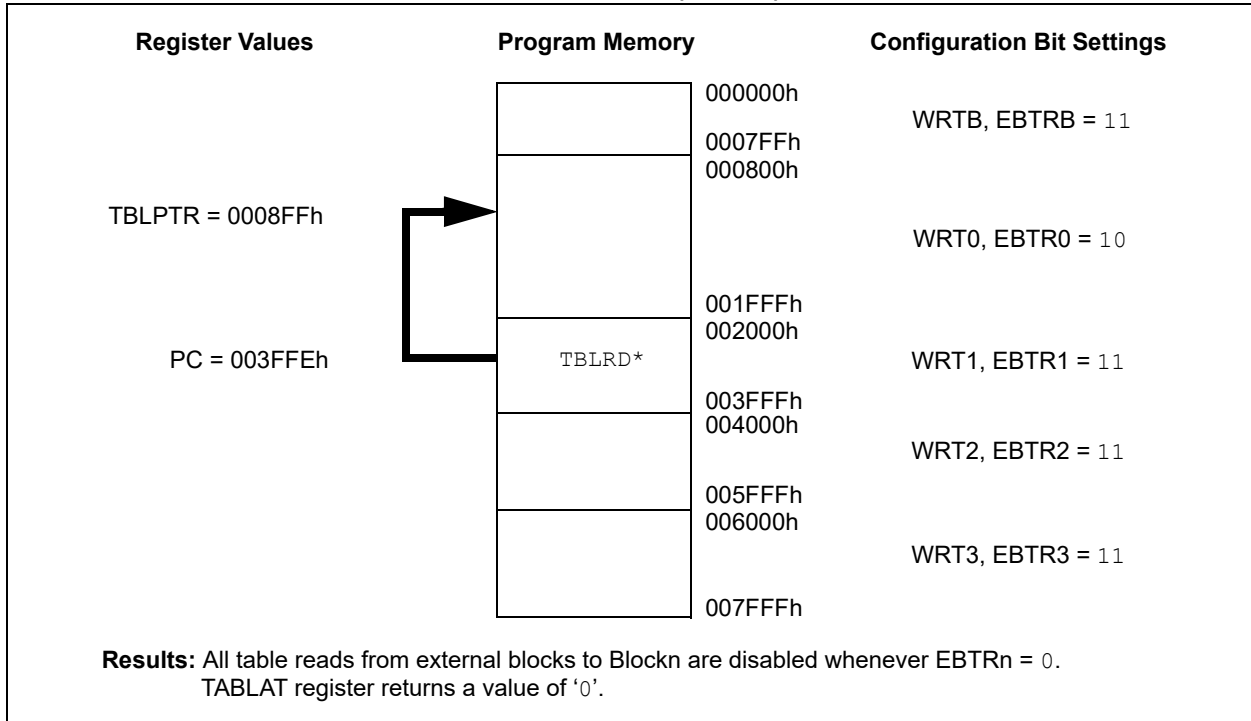 Register Values Program Memory Configuration Bit Settings
000000h
WRTB, EBTRB = 11
0007FFh
000800h
TBLPTR = 0008FFh
WRT0, EBTR0 = 10
001FFFh
002000h
PC = 003FFEh TBLRD* WRT1, EBTR1 = 11
003FFFh
004000h
WRT2, EBTR2 = 11
005FFFh
006000h
WRT3, EBTR3 = 11
007FFFh
Results: All table reads from external blocks to Blockn are disabled whenever EBTRn = 0.
TABLAT register returns a value of ‘0’.